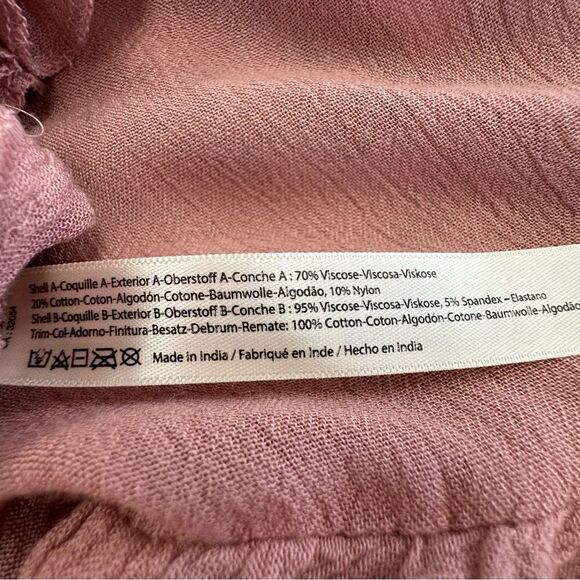 Shell A-Coquille A-Exterior A-Oberstoff A-Conche A : 70% Viscose-Viscosa-Viskose
20% Cotton-Coton-Algodón-Cotone-Baumwolle-Algodão, 10% Nylon
Shell B-Coquille B-Exterior B-Oberstoff B-Conche B : 95% Viscose-Viscosa-Viskose, 5% Spandex – Elastano
Trim-Col-Adorno-Finitura-Besatz-Debrum-Remate: 100% Cotton-Coton-Algodón-Cotone-Baumwolle-Algodão
Made in India / Fabriqué en Inde / Hecho en India